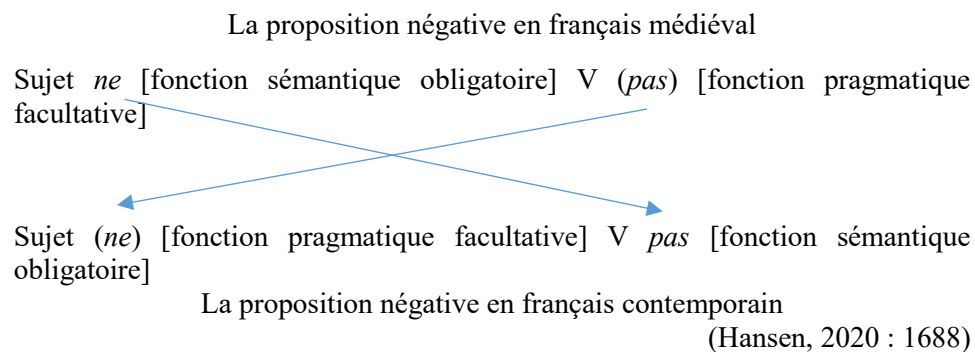 La proposition négative en français médiéval
Sujet ne [fonction sémantique obligatoire] V (pas) [fonction pragmatique
facultative]
Sujet (ne) [fonction pragmatique facultative] V pas [fonction sémantique
obligatoire]
La proposition négative en français contemporain
(Hansen, 2020 : 1688)